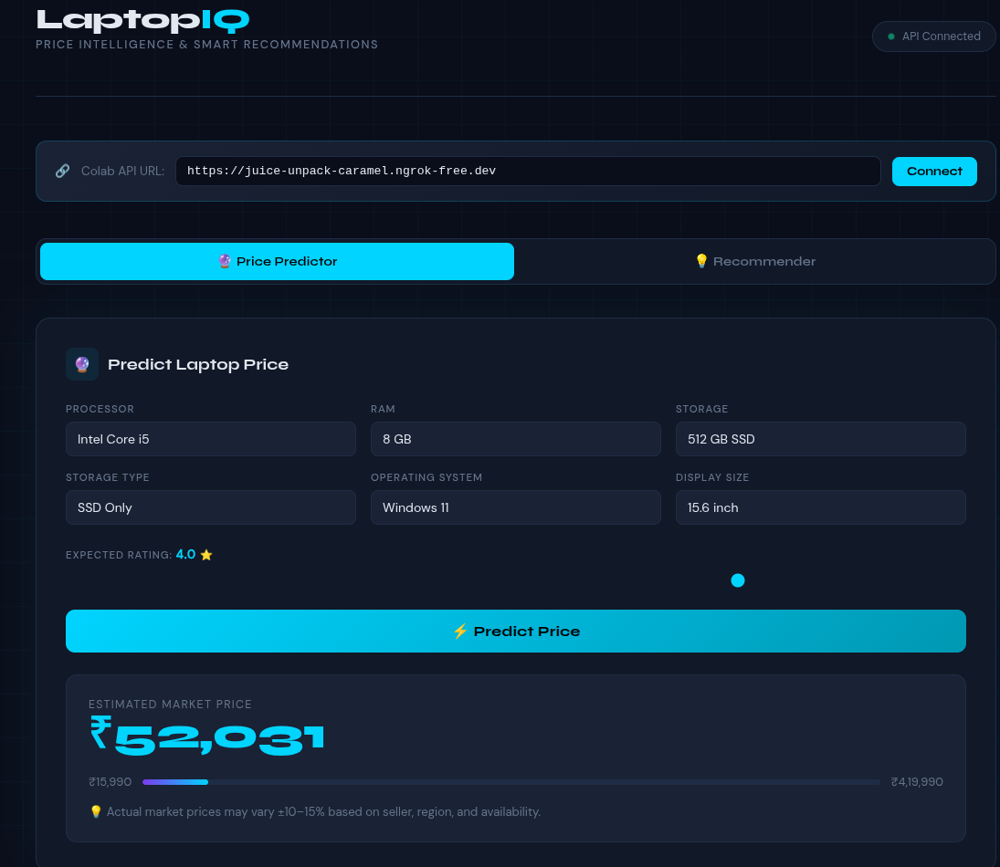 LaptopIQ
PRICE INTELLIGENCE & SMART RECOMMENDATIONS
API Connected
🔗 Colab API URL: https://juice-unpack-caramel.ngrok-free.dev Connect
🔮 Price Predictor 💡 Recommender
🔮 Predict Laptop Price
PROCESSOR RAM STORAGE
Intel Core i5 8 GB 512 GB SSD
STORAGE TYPE OPERATING SYSTEM DISPLAY SIZE
SSD Only Windows 11 15.6 inch
EXPECTED RATING: 4.0 ⭐
⚡ Predict Price
ESTIMATED MARKET PRICE
₹52,031
₹15,990 ₹4,19,990
💡 Actual market prices may vary ±10–15% based on seller, region, and availability.